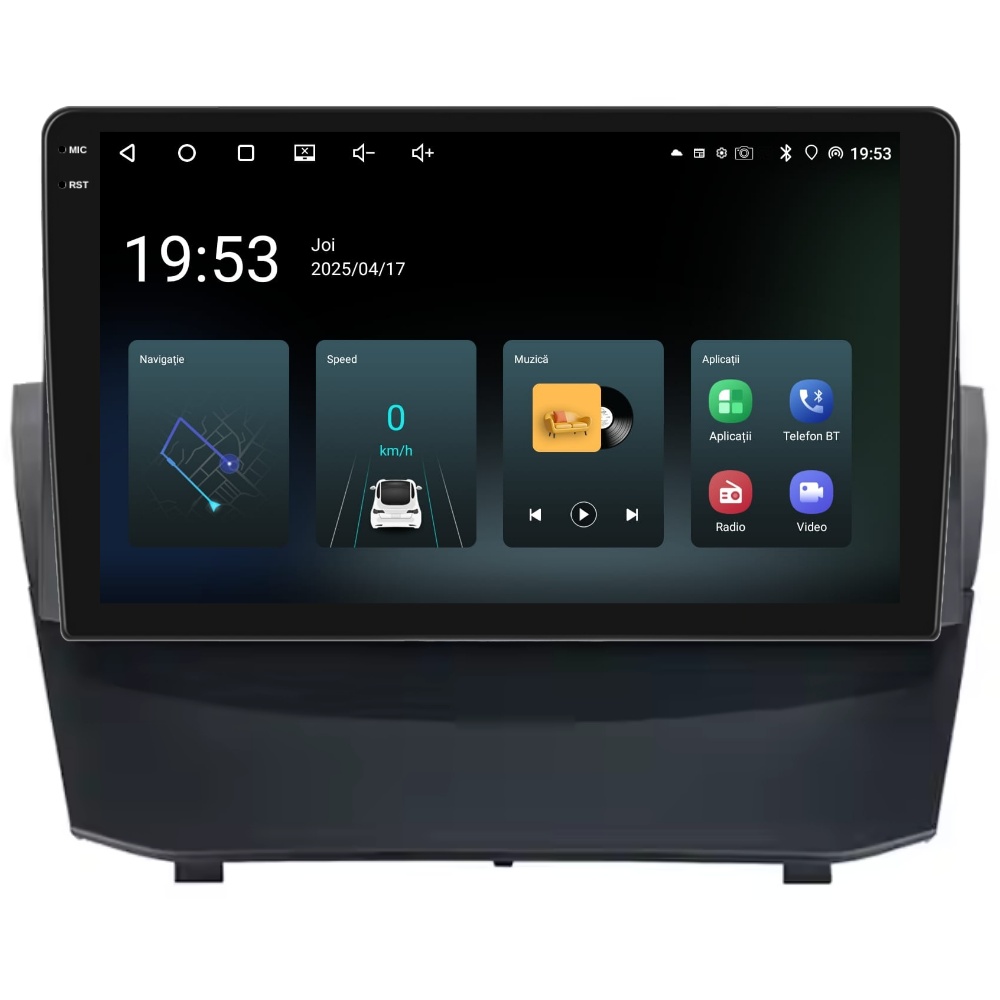 MIC
RST
19:53
19:53
Joi
2025/04/17
Navigație
Speed
0
km/h
Muzică
Aplicații
Aplicații
Telefon BT
Radio
Video